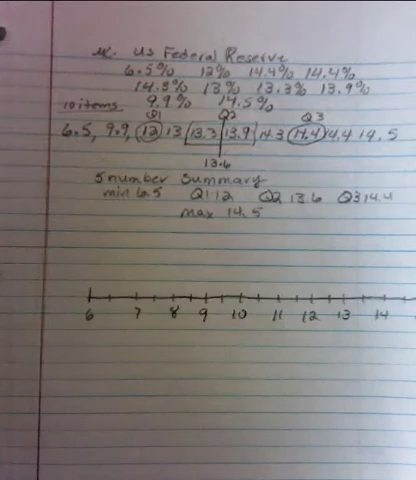 ex. US Federal Reserve
6.5% 12% 14.4% 14.4%
14.3% 13% 13.3% 13.9%
10 items 9.9% 14.5%
Q1 Q2 Q3
6.5, 9.9, 12 13 13.3 13.9 14.3 14.4 14.4 14.5
13.6
5 number Summary
min 6.5 Q1 12 Q2 13.6 Q3 14.4
max 14.5
6 7 8 9 10 11 12 13 14